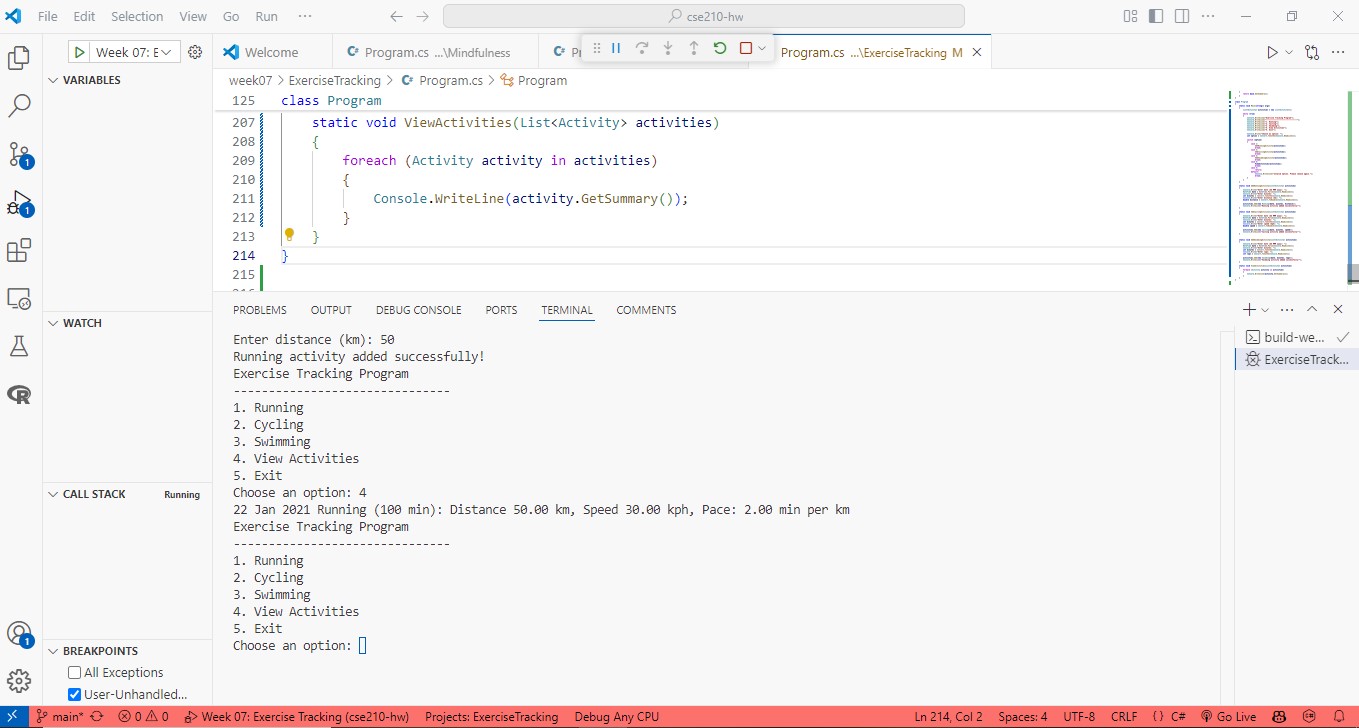 File Edit Selection View Go Run ··· cse210-hw
Week 07: E
Welcome Program.cs ...\Mindfulness Program.cs ...\ExerciseTracking M
week07 > ExerciseTracking > Program.cs > Program
VARIABLES
WATCH
CALL STACK Running
BREAKPOINTS
All Exceptions
User-Unhandled...
1
1
1
125 class Program
207 static void ViewActivities(List<Activity> activities)
208 {
209 foreach (Activity activity in activities)
210 {
211 Console.WriteLine(activity.GetSummary());
212 }
213 }
214 }
215
PROBLEMS OUTPUT DEBUG CONSOLE PORTS TERMINAL COMMENTS
build-we...
ExerciseTrack...
Enter distance (km): 50
Running activity added successfully!
Exercise Tracking Program
-------------------------------
1. Running
2. Cycling
3. Swimming
4. View Activities
5. Exit
Choose an option: 4
22 Jan 2021 Running (100 min): Distance 50.00 km, Speed 30.00 kph, Pace: 2.00 min per km
Exercise Tracking Program
-------------------------------
1. Running
2. Cycling
3. Swimming
4. View Activities
5. Exit
Choose an option:
main* 0 0 Week 07: Exercise Tracking (cse210-hw) Projects: ExerciseTracking Debug Any CPU Ln 214, Col 2 Spaces: 4 UTF-8 CRLF {} C# Go Live